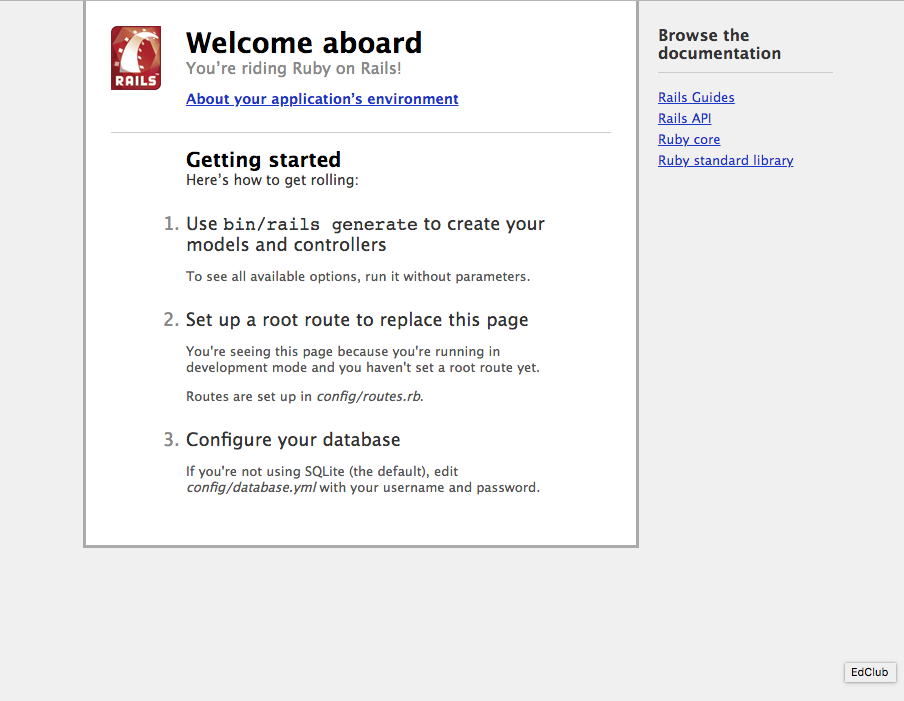 RAILS
Welcome aboard
You’re riding Ruby on Rails!
About your application’s environment
Getting started
Here’s how to get rolling:
1. Use bin/rails generate to create your
models and controllers
To see all available options, run it without parameters.
2. Set up a root route to replace this page
You're seeing this page because you're running in
development mode and you haven't set a root route yet.
Routes are set up in config/routes.rb.
3. Configure your database
If you're not using SQLite (the default), edit
config/database.yml with your username and password.
Browse the
documentation
Rails Guides
Rails API
Ruby core
Ruby standard library
EdClub